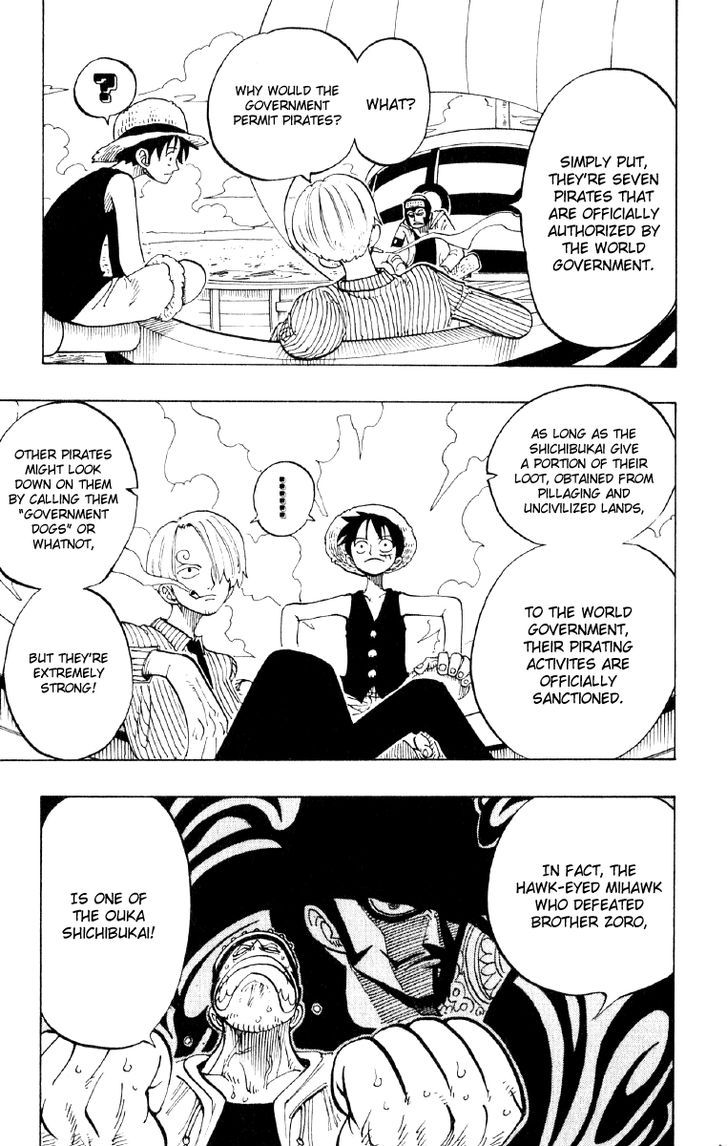 SIMPLY PUT,
THEY'RE SEVEN
PIRATES THAT
ARE OFFICIALLY
AUTHORIZED BY
THE WORLD
GOVERNMENT.
WHAT?
WHY WOULD THE
GOVERNMENT
PERMIT PIRATES?
?
AS LONG AS THE
SHICHIBUKAI GIVE
A PORTION OF THEIR
LOOT, OBTAINED FROM
PILLAGING AND
UNCIVILIZED LANDS,
TO THE WORLD
GOVERNMENT,
THEIR PIRATING
ACTIVITES ARE
OFFICIALLY
SANCTIONED.
......
OTHER PIRATES
MIGHT LOOK
DOWN ON THEM
BY CALLING THEM
"GOVERNMENT
DOGS" OR
WHATNOT,
BUT THEY'RE
EXTREMELY
STRONG!
IN FACT, THE
HAWK-EYED MIHAWK
WHO DEFEATED
BROTHER ZORO,
IS ONE OF
THE OUKA
SHICHIBUKAI!